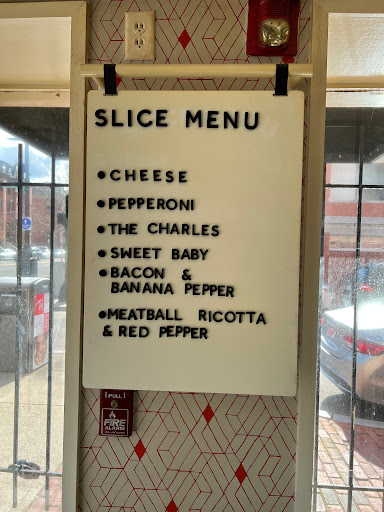 SLICE MENU
•CHEESE
•PEPPERONI
•THE CHARLES
•SWEET BABY
•BACON &
BANANA PEPPER
•MEATBALL RICOTTA
& RED PEPPER
PULL
FIRE
ALARM